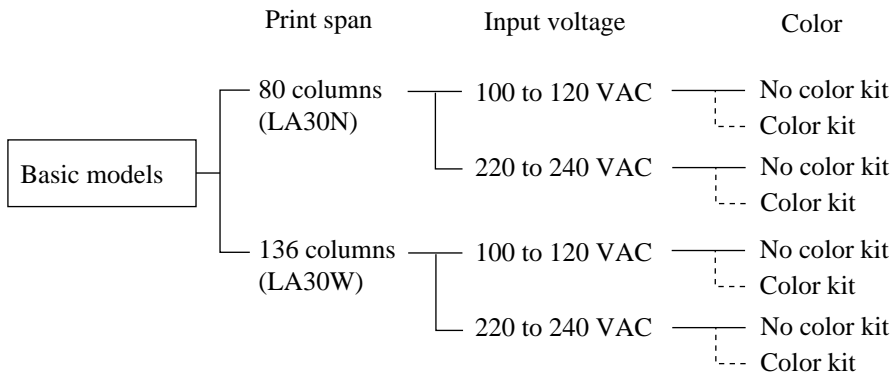 Print span
Input voltage
Color
80 columns
(LA30N)
100 to 120 VAC
No color kit
Color kit
220 to 240 VAC
No color kit
Color kit
Basic models
136 columns
(LA30W)
100 to 120 VAC
No color kit
Color kit
220 to 240 VAC
No color kit
Color kit